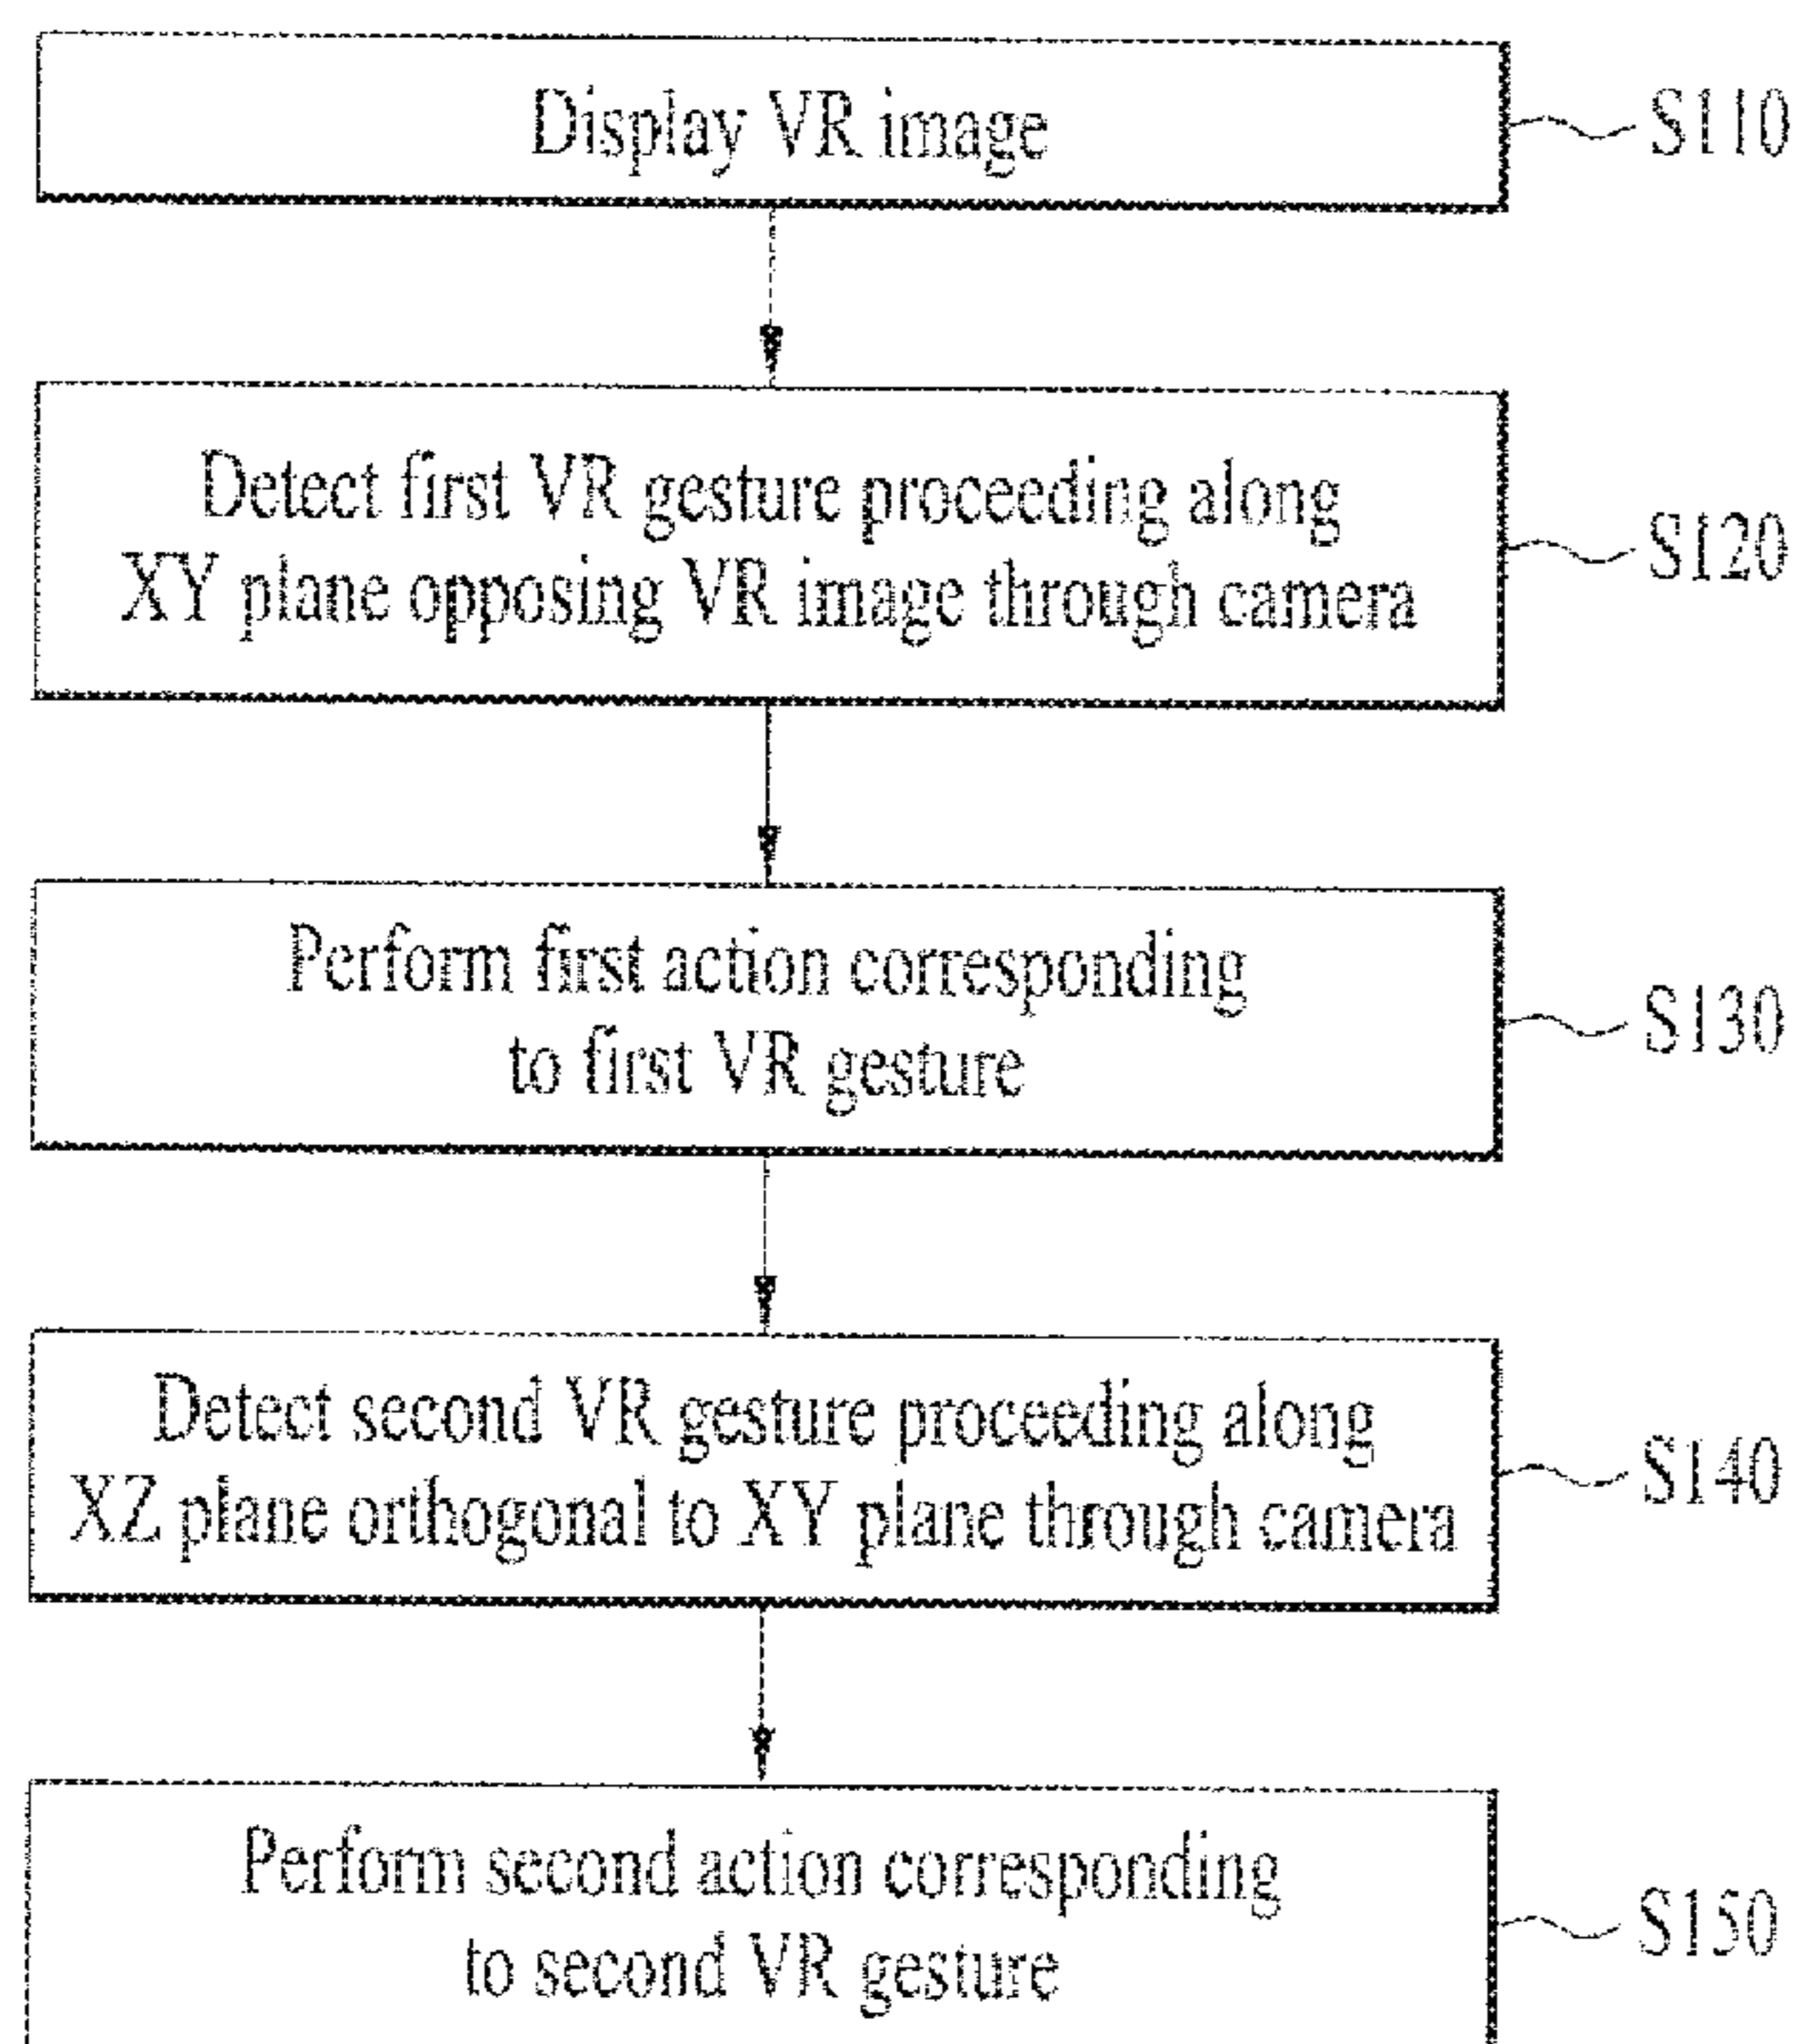 Display VR image
S110
Detect first VR gesture proceeding along
XY plane opposing VR image through camera
S120
Perform first action corresponding
to first VR gesture
S130
Detect second VR gesture proceeding along
XZ plane orthogonal to XY plane through camera
S140
Perform second action corresponding
to second VR gesture
S150